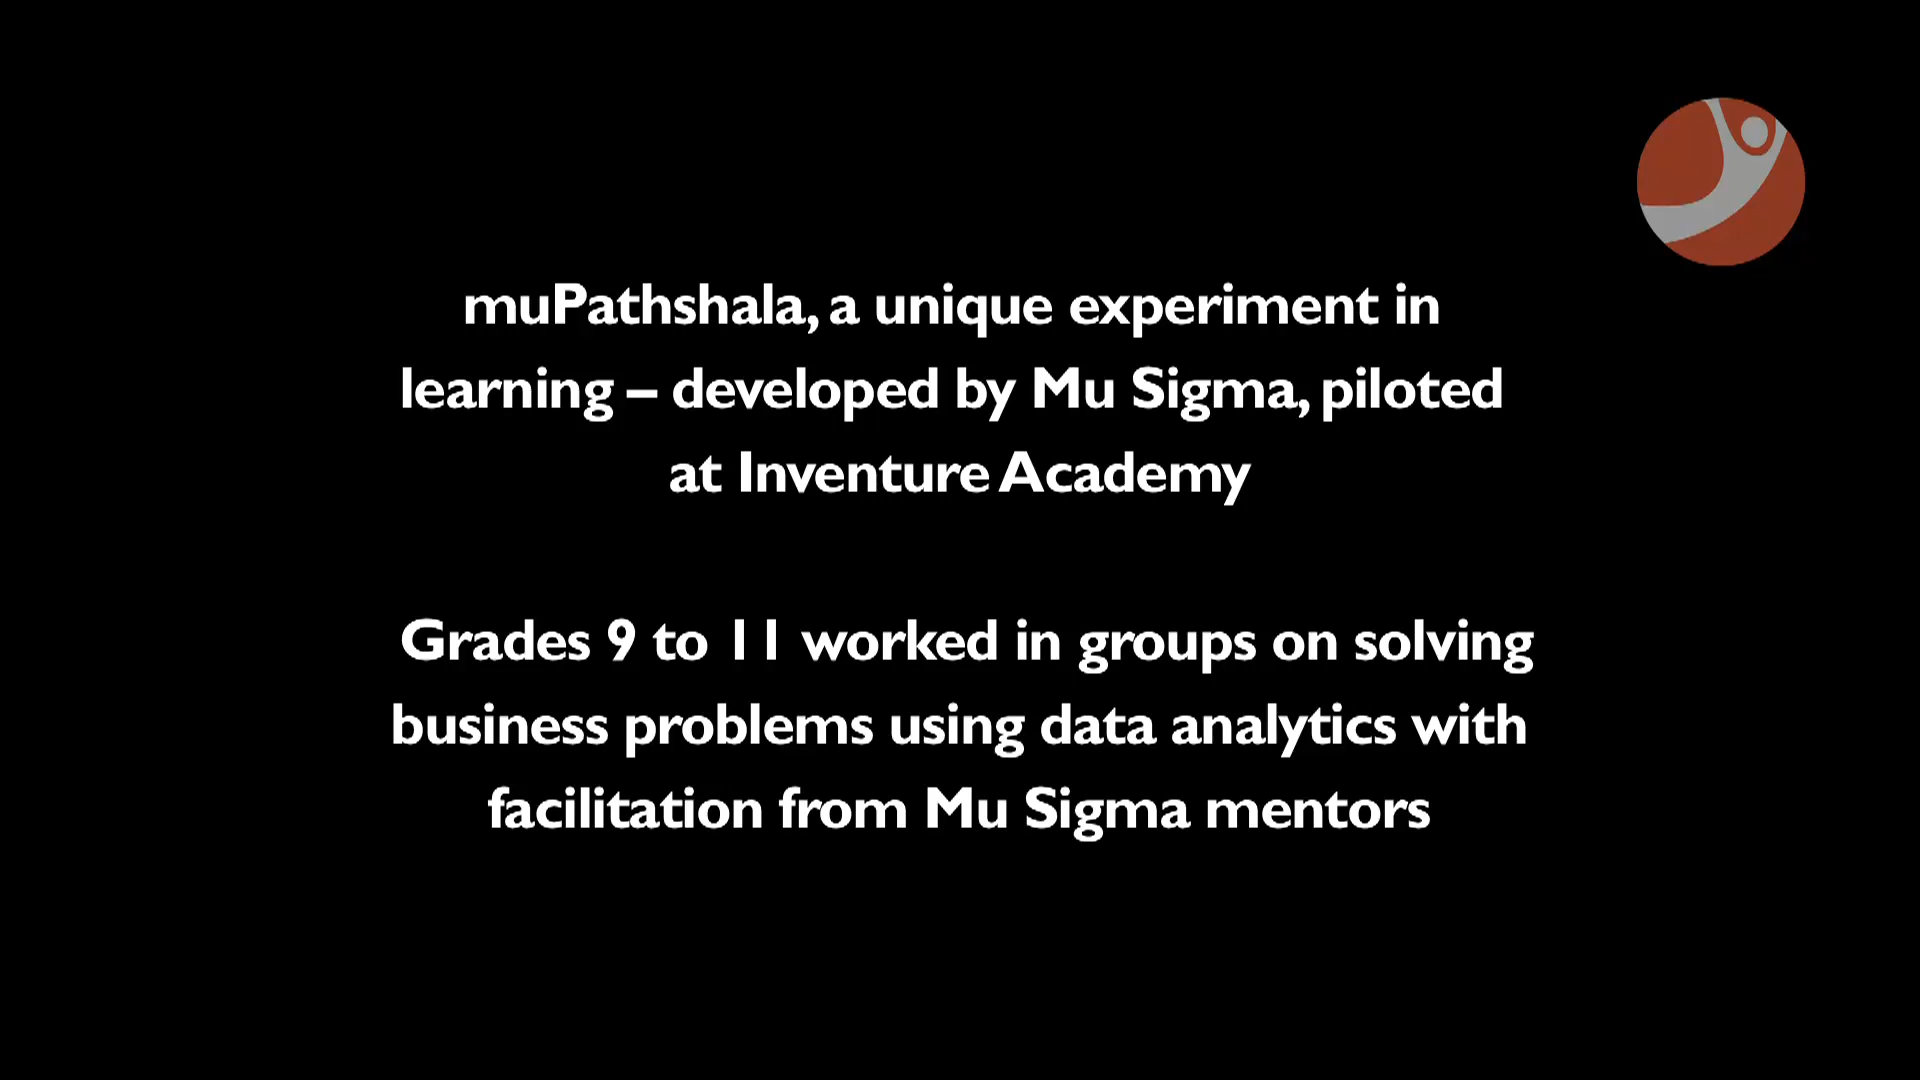 muPathshala, a unique experiment in
learning – developed by Mu Sigma, piloted
at Inventure Academy
Grades 9 to 11 worked in groups on solving
business problems using data analytics with
facilitation from Mu Sigma mentors